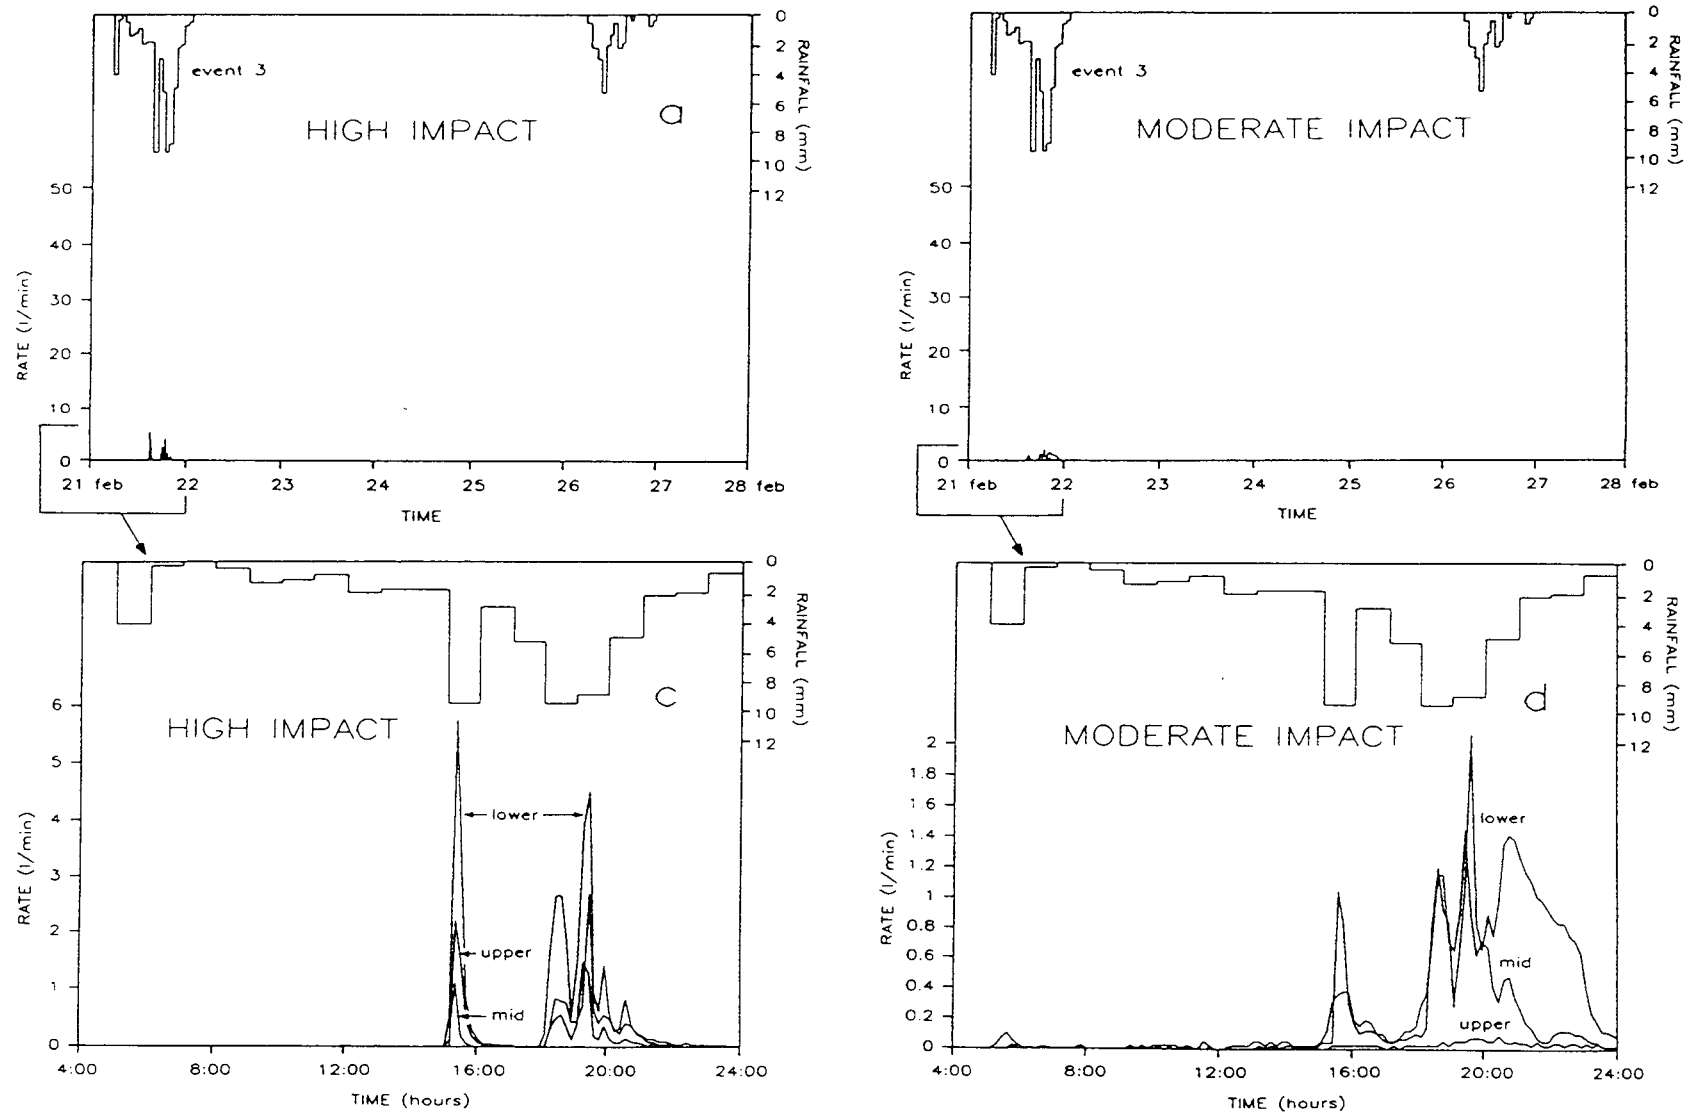 0
2
4
6
8
10
12
RAINFALL (mm)
event 3
HIGH IMPACT
a
50
40
30
20
10
0
RATE (l/min)
21 feb 22 23 24 25 26 27 28 feb
TIME
0
2
4
6
8
10
12
RAINFALL (mm)
event 3
MODERATE IMPACT
50
40
30
20
10
0
RATE (l/min)
21 feb 22 23 24 25 26 27 28 feb
TIME
0
2
4
6
8
10
12
RAINFALL (mm)
c
HIGH IMPACT
6
5
4
3
2
1
0
RATE (l/min)
lower
upper
mid
4:00 8:00 12:00 16:00 20:00 24:00
TIME (hours)
0
2
4
6
8
10
12
RAINFALL (mm)
d
MODERATE IMPACT
2
1.8
1.6
1.4
1.2
1
0.8
0.6
0.4
0.2
0
RATE (l/min)
lower
mid
upper
4:00 8:00 12:00 16:00 20:00 24:00
TIME (hours)